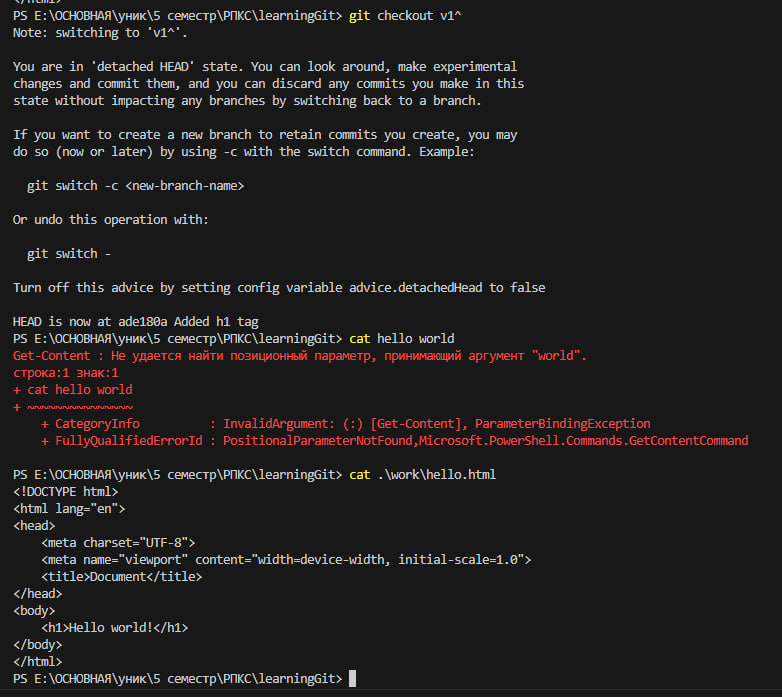 </html>
PS E:\ОСНОВНАЯ\уник\5 семестр\РПКС\learningGit> git checkout v1^
Note: switching to 'v1^'.

You are in 'detached HEAD' state. You can look around, make experimental
changes and commit them, and you can discard any commits you make in this
state without impacting any branches by switching back to a branch.

If you want to create a new branch to retain commits you create, you may
do so (now or later) by using -c with the switch command. Example:

  git switch -c <new-branch-name>

Or undo this operation with:

  git switch -

Turn off this advice by setting config variable advice.detachedHead to false

HEAD is now at ade180a Added h1 tag
PS E:\ОСНОВНАЯ\уник\5 семестр\РПКС\learningGit> cat hello world
Get-Content : Не удается найти позиционный параметр, принимающий аргумент "world".
строка:1 знак:1
+ cat hello world
+ ~~~~~~~~~~~~~~~
    + CategoryInfo          : InvalidArgument: (:) [Get-Content], ParameterBindingException
    + FullyQualifiedErrorId : PositionalParameterNotFound,Microsoft.PowerShell.Commands.GetContentCommand

PS E:\ОСНОВНАЯ\уник\5 семестр\РПКС\learningGit> cat .\work\hello.html
<!DOCTYPE html>
<html lang="en">
<head>
    <meta charset="UTF-8">
    <meta name="viewport" content="width=device-width, initial-scale=1.0">
    <title>Document</title>
</head>
<body>
    <h1>Hello world!</h1>
</body>
</html>
PS E:\ОСНОВНАЯ\уник\5 семестр\РПКС\learningGit>